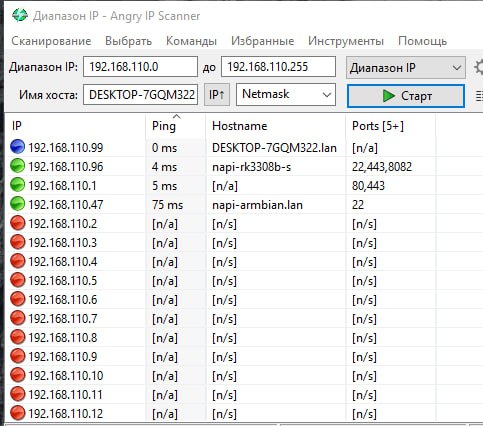 Диапазон IP - Angry IP Scanner
Сканирование Выбрать Команды Избранные Инструменты Помощь
Диапазон IP: 192.168.110.0 до 192.168.110.255 Диапазон IP
Имя хоста: DESKTOP-7GQM322 IP↑ Netmask Старт
IP Ping Hostname Ports [5+]
192.168.110.99 0 ms DESKTOP-7GQM322.lan [n/a]
192.168.110.96 4 ms napi-rk3308b-s 22,443,8082
192.168.110.1 5 ms [n/a] 80,443
192.168.110.47 75 ms napi-armbian.lan 22
192.168.110.2 [n/a] [n/s] [n/s]
192.168.110.3 [n/a] [n/s] [n/s]
192.168.110.4 [n/a] [n/s] [n/s]
192.168.110.5 [n/a] [n/s] [n/s]
192.168.110.6 [n/a] [n/s] [n/s]
192.168.110.7 [n/a] [n/s] [n/s]
192.168.110.8 [n/a] [n/s] [n/s]
192.168.110.9 [n/a] [n/s] [n/s]
192.168.110.10 [n/a] [n/s] [n/s]
192.168.110.11 [n/a] [n/s] [n/s]
192.168.110.12 [n/a] [n/s] [n/s]